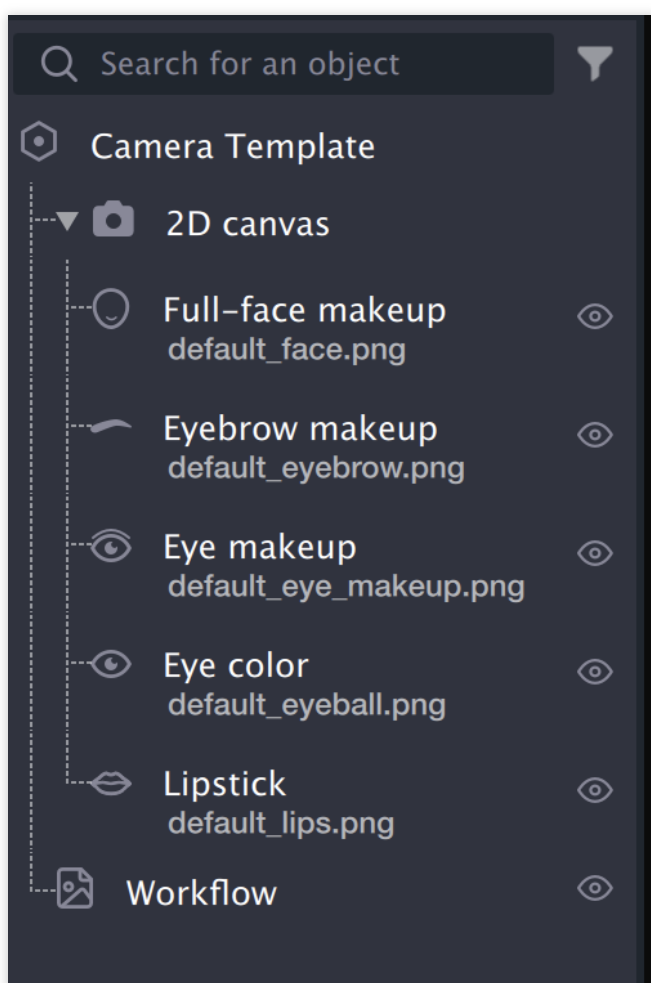 Search for an object
Camera Template
2D canvas
Full-face makeup
default_face.png
Eyebrow makeup
default_eyebrow.png
Eye makeup
default_eye_makeup.png
Eye color
default_eyeball.png
Lipstick
default_lips.png
Workflow